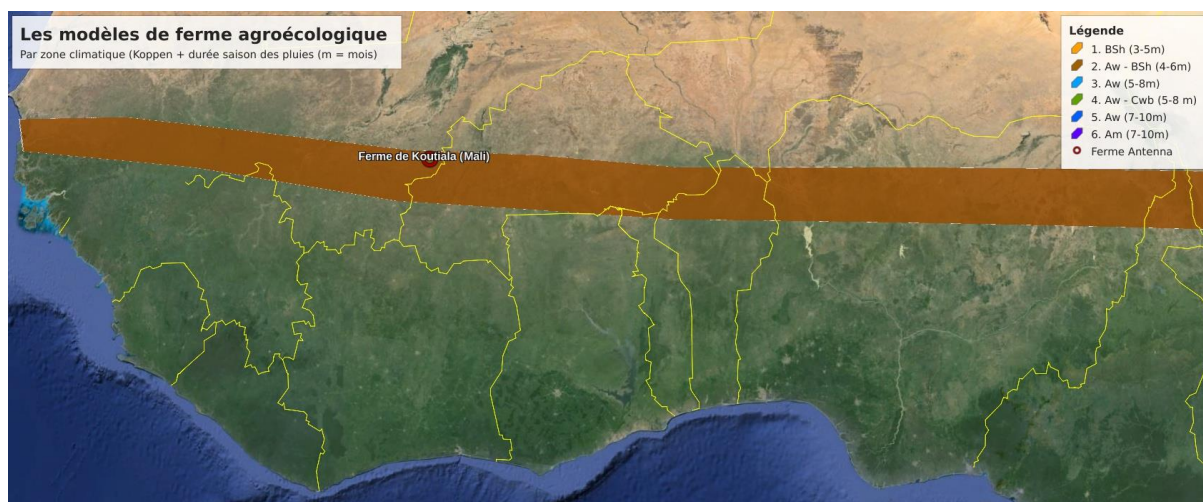 Les modèles de ferme agroécologique
Par zone climatique (Koppen + durée saison des pluies (m = mois)
Légende
1. BSh (3-5m)
2. Aw - BSh (4-6m)
3. Aw (5-8m)
4. Aw - Cwb (5-8 m)
5. Aw (7-10m)
6. Am (7-10m)
Ferme Antenna
Ferme de Koutiala (Mali)